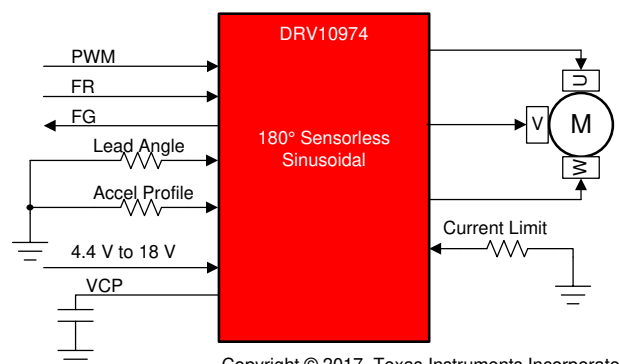 DRV10974
PWM
FR
FG
Lead Angle
Accel Profile
4.4 V to 18 V
VCP
180° Sensorless
Sinusoidal
U
V
M
W
Current Limit
Copyright © 2017, Texas Instruments Incorporate